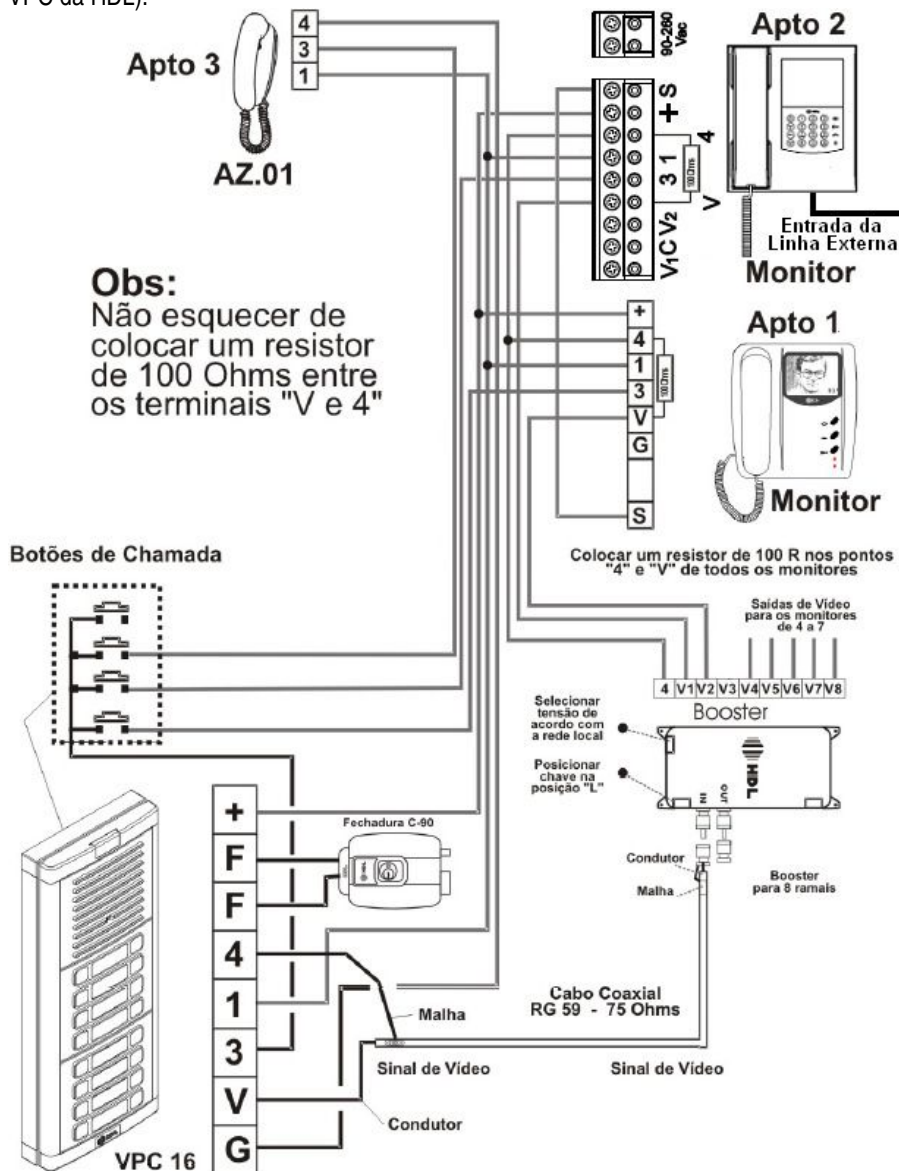 VPC da HDL).
Apto 3
4
3
1
AZ.01
90-260
Vac
S
+
4
1
3
V
V2
C
V1
100 Ohms
Apto 2
Entrada da
Linha Externa
Monitor
Obs:
Não esquecer de
colocar um resistor
de 100 Ohms entre
os terminais "V e 4"
+
4
1
3
V
G
S
100 Ohms
Apto 1
Monitor
Colocar um resistor de 100 R nos pontos
"4" e "V" de todos os monitores
Botões de Chamada
Saídas de Vídeo
para os monitores
de 4 a 7
4 V1 V2 V3 V4 V5 V6 V7 V8
Booster
Selecionar
tensão de
acordo com
a rede local
Posicionar
chave na
posição "L"
HDL
IN
OUT
Condutor
Malha
Booster
para 8 ramais
+
F
F
4
1
3
V
G
Fechadura C-90
Malha
Cabo Coaxial
RG 59 - 75 Ohms
Sinal de Vídeo
Sinal de Vídeo
Condutor
VPC 16